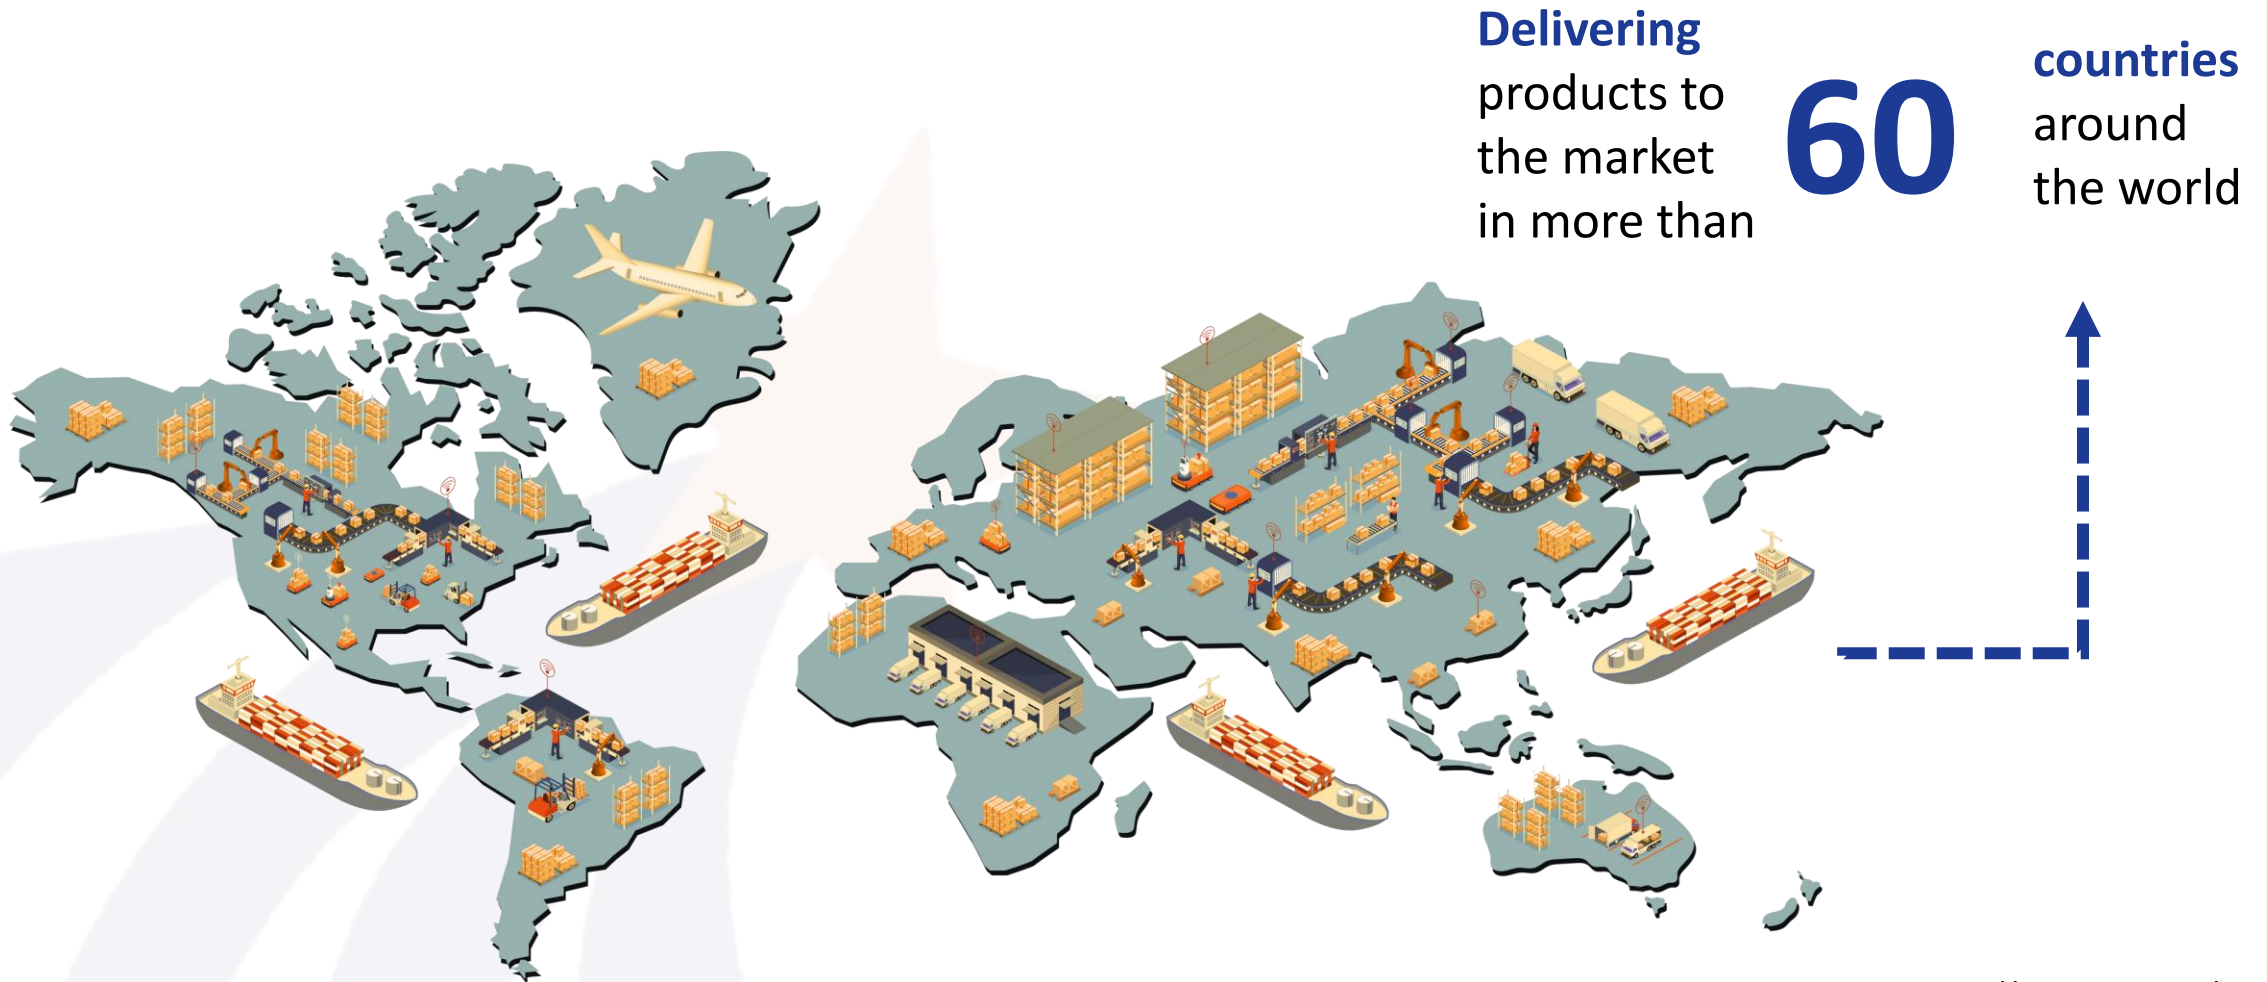 Delivering
products to
the market
in more than
60
countries
around
the world